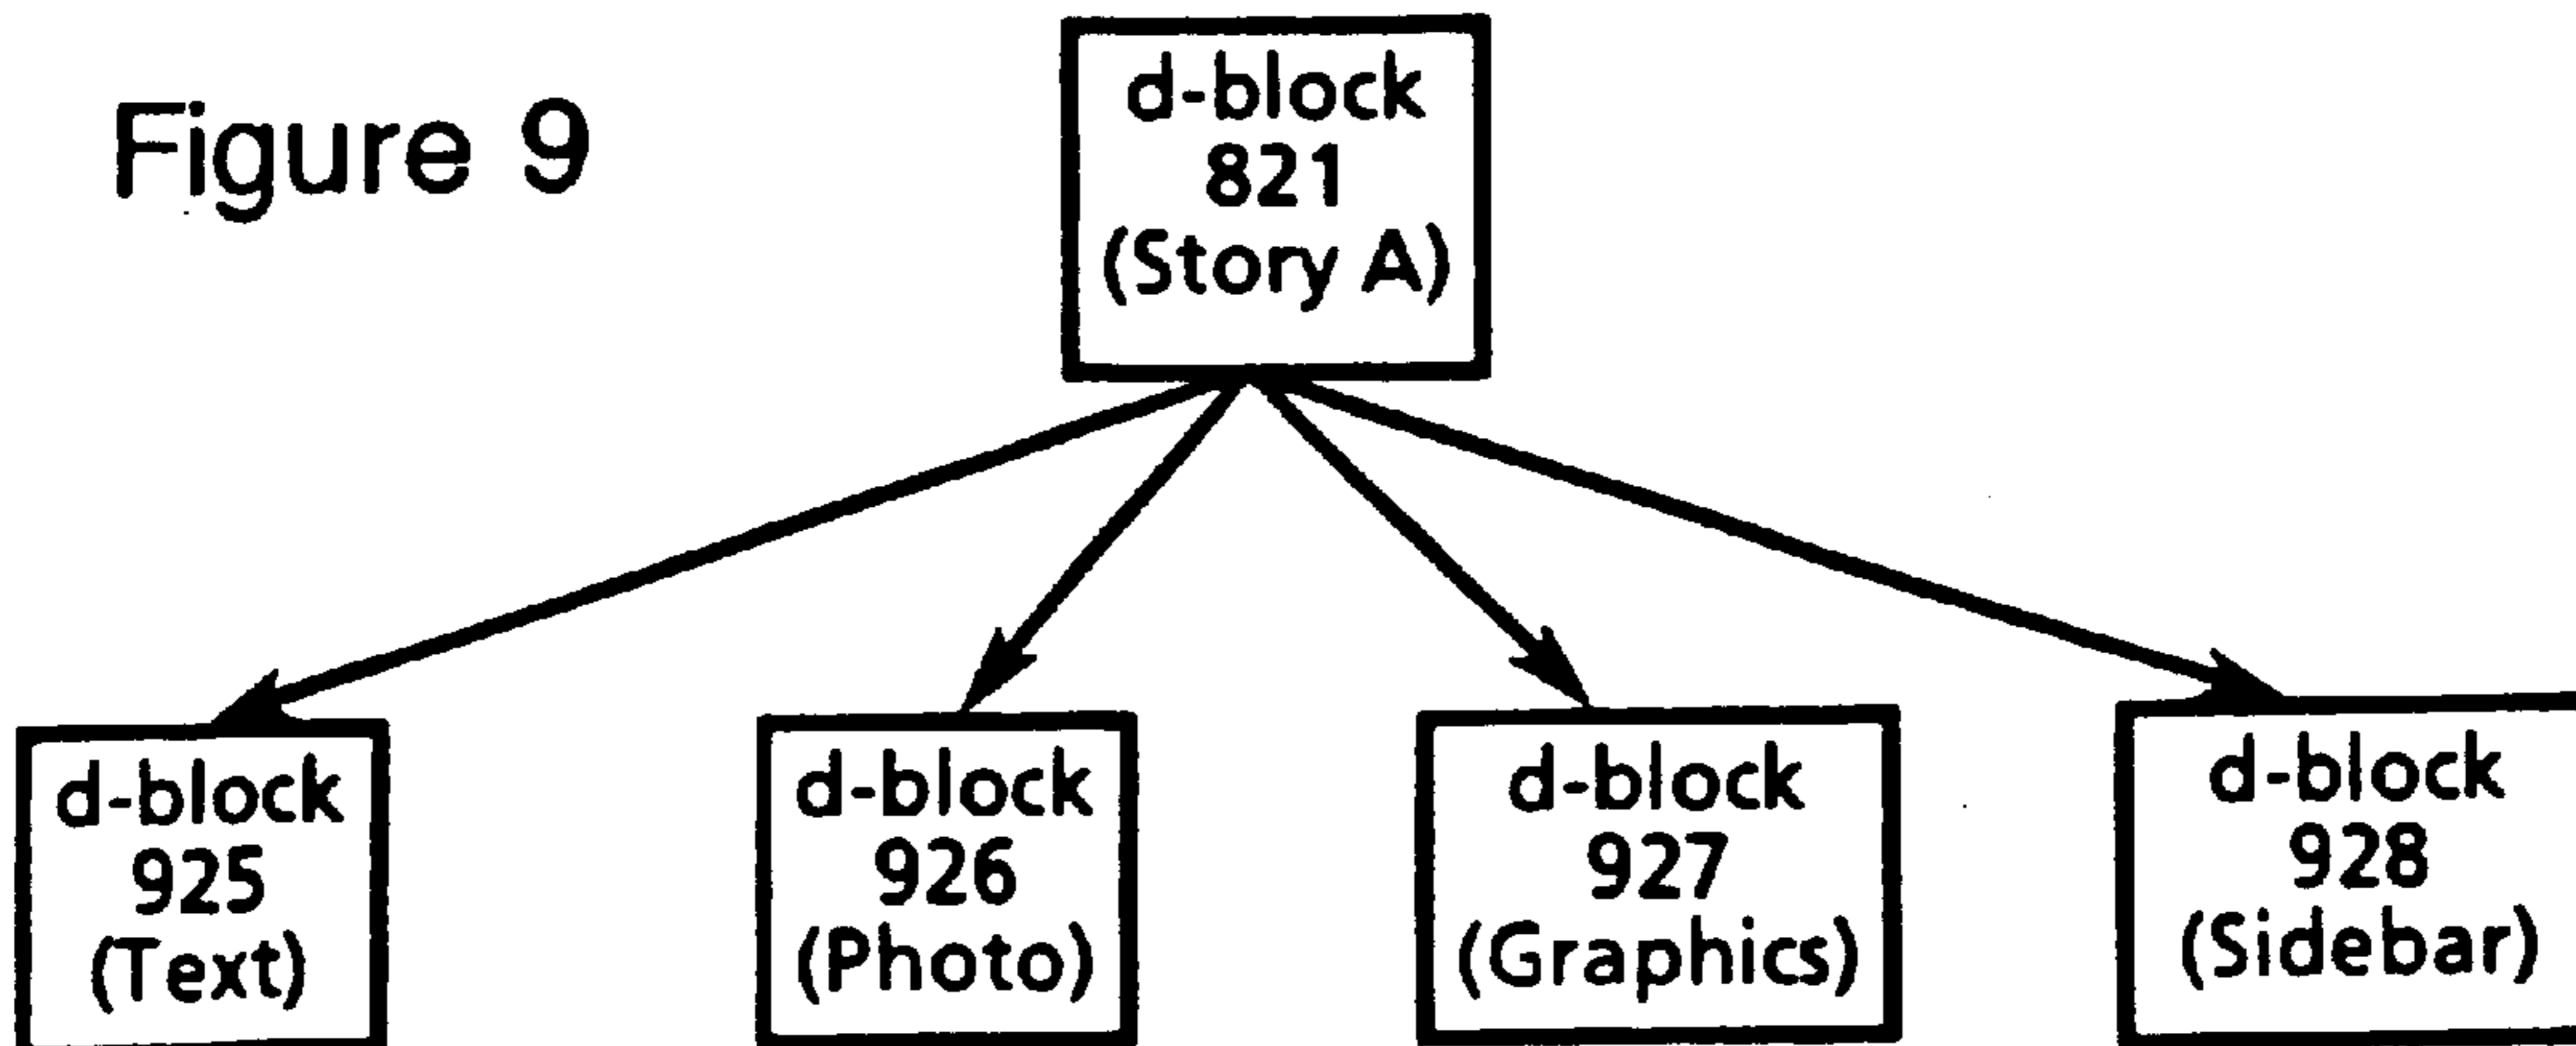 Figure 9
d-block
821
(Story A)
d-block
925
(Text)
d-block
926
(Photo)
d-block
927
(Graphics)
d-block
928
(Sidebar)